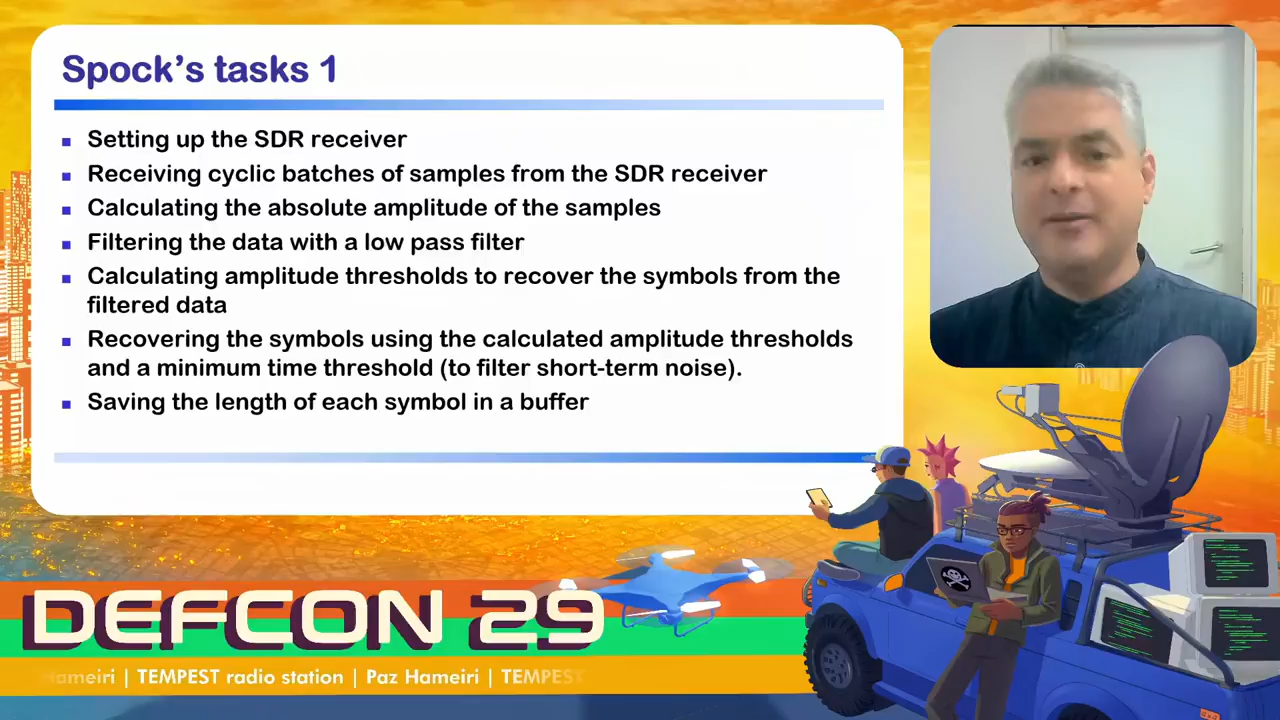 Spock's tasks 1
Setting up the SDR receiver
Receiving cyclic batches of samples from the SDR receiver
Calculating the absolute amplitude of the samples
Filtering the data with a low pass filter
Calculating amplitude thresholds to recover the symbols from the
filtered data
Recovering the symbols using the calculated amplitude thresholds
and a minimum time threshold (to filter short-term noise).
Saving the length of each symbol in a buffer
DEFCON 29
Hameiri | TEMPEST radio station | Paz Hameiri | TEMPEST